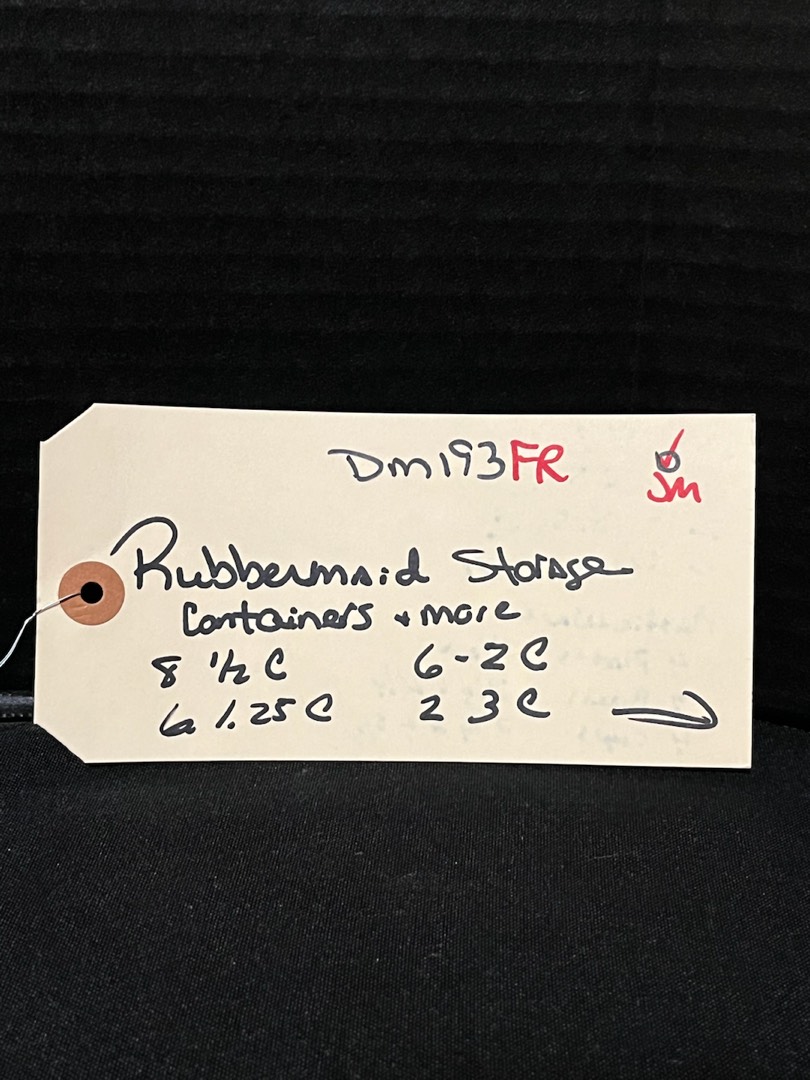 Dm193FR
JM
Rubbermaid Storage
Containers + more
8 1/2 C 6-2 C
6 1.25 C 2 3 C